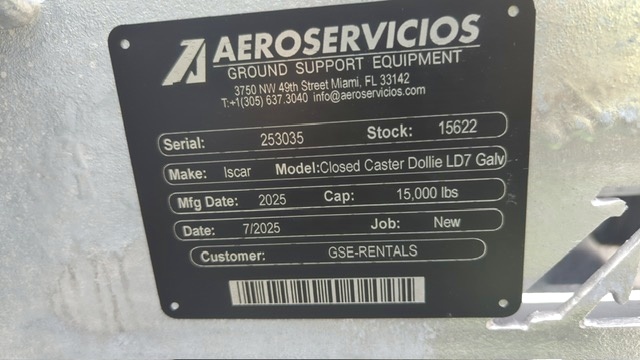 AEROSERVICIOS
GROUND SUPPORT EQUIPMENT
3750 NW 49th Street Miami, FL 33142
T:+1(305) 637.3040 info@aeroservicios.com
Serial: 253035 Stock: 15622
Make: Iscar Model:Closed Caster Dollie LD7 Galv
Mfg Date: 2025 Cap: 15,000 lbs
Date: 7/2025 Job: New
Customer: GSE-RENTALS